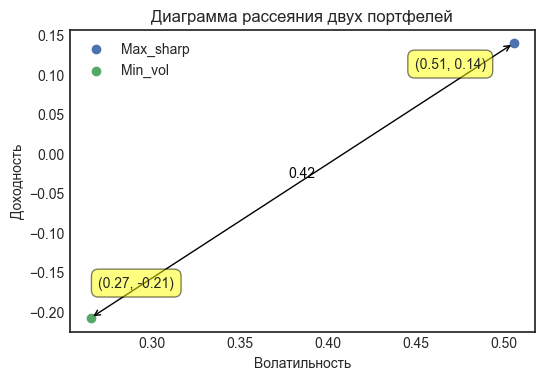 Диаграмма рассеяния двух портфелей
Max_sharp
Min_vol
(0.51, 0.14)
0.42
(0.27, -0.21)
Доходность
0.15
0.10
0.05
0.00
−0.05
−0.10
−0.15
−0.20
0.30 0.35 0.40 0.45 0.50
Волатильность